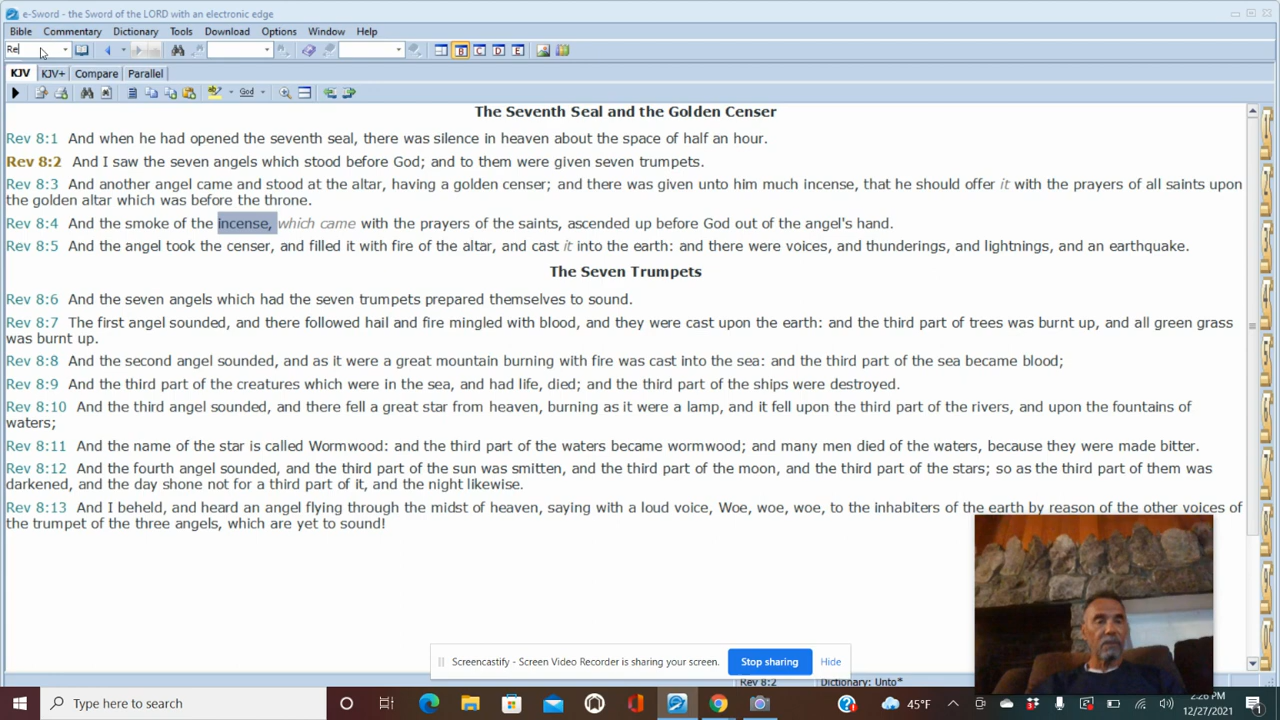 e-Sword - the Sword of the LORD with an electronic edge
Bible Commentary Dictionary Tools Options Window Help
Re
B C D E
KJV KJV+ Compare Parallel
God
The Seventh Seal and the Golden Censer
Rev 8:1 And when he had opened the seventh seal, there was silence in heaven about the space of half an hour.
Rev 8:2 And I saw the seven angels which stood before God; and to them were given seven trumpets.
Rev 8:3 And another angel came and stood at the altar, having a golden censer; and there was given unto him much incense, that he should offer it with the prayers of all saints upon
the golden altar which was before the throne.
Rev 8:4 And the smoke of the incense, which came with the prayers of the saints, ascended up before God out of the angel's hand.
Rev 8:5 And the angel took the censer, and filled it with fire of the altar, and cast it into the earth: and there were voices, and thunderings, and lightnings, and an earthquake.
The Seven Trumpets
Rev 8:6 And the seven angels which had the seven trumpets prepared themselves to sound.
Rev 8:7 The first angel sounded, and there followed hail and fire mingled with blood, and they were cast upon the earth: and the third part of trees was burnt up, and all green grass
was burnt up.
Rev 8:8 And the second angel sounded, and as it were a great mountain burning with fire was cast into the sea: and the third part of the sea became blood;
Rev 8:9 And the third part of the creatures which were in the sea, and had life, died; and the third part of the ships were destroyed.
Rev 8:10 And the third angel sounded, and there fell a great star from heaven, burning as it were a lamp, and it fell upon the third part of the rivers, and upon the fountains of
waters;
Rev 8:11 And the name of the star is called Wormwood: and the third part of the waters became wormwood; and many men died of the waters, because they were made bitter.
Rev 8:12 And the fourth angel sounded, and the third part of the sun was smitten, and the third part of the moon, and the third part of the stars; so as the third part of them was
darkened, and the day shone not for a third part of it, and the night likewise.
Rev 8:13 And I beheld, and heard an angel flying through the midst of heaven, saying with a loud voice, Woe, woe, woe, to the inhabiters of the earth by reason of the other voices of
the trumpet of the three angels, which are yet to sound!
Screencastify - Screen Video Recorder is sharing your screen. Stop sharing Hide
Rev 8:2 Dictionary: Unto*
Type here to search
45°F
2:26 PM
12/27/2021